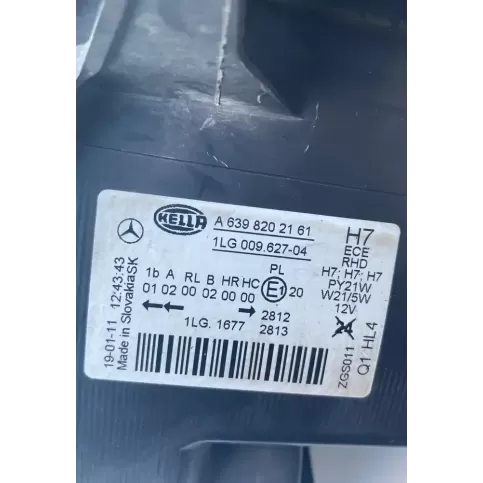 HELLA
A 639 820 21 61
1LG 009.627-04
H7
ECE
RHD
H7; H7; H7
PY21W
W21/5W
12V
PL
1b A RL B HR HC
01 02 00 02 00 00
E1 20
2812
1LG. 1677 2813
19-01-11 12:43:43
Made in SlovakiaSK
ZGS011
Q1 HL4